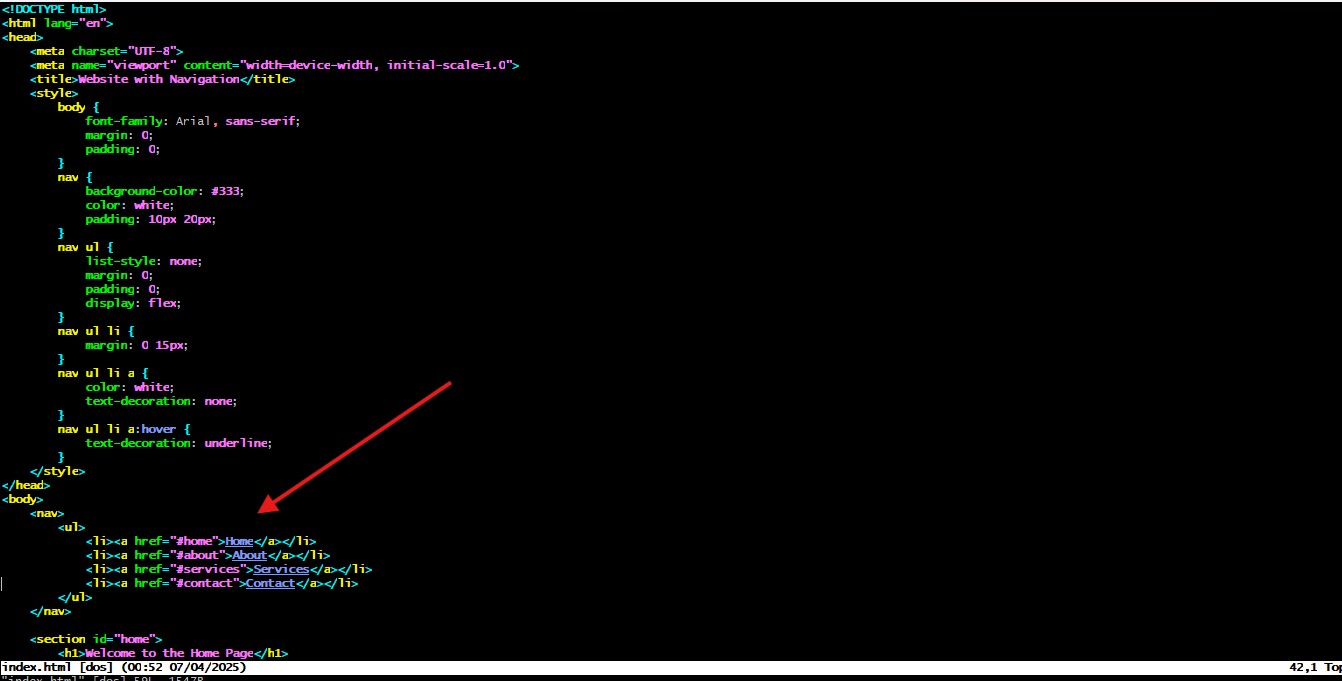 <!DOCTYPE html>
<html lang="en">
<head>
    <meta charset="UTF-8">
    <meta name="viewport" content="width=device-width, initial-scale=1.0">
    <title>Website with Navigation</title>
    <style>
        body {
            font-family: Arial, sans-serif;
            margin: 0;
            padding: 0;
        }
        nav {
            background-color: #333;
            color: white;
            padding: 10px 20px;
        }
        nav ul {
            list-style: none;
            margin: 0;
            padding: 0;
            display: flex;
        }
        nav ul li {
            margin: 0 15px;
        }
        nav ul li a {
            color: white;
            text-decoration: none;
        }
        nav ul li a:hover {
            text-decoration: underline;
        }
    </style>
</head>
<body>
    <nav>
        <ul>
            <li><a href="#home">Home</a></li>
            <li><a href="#about">About</a></li>
            <li><a href="#services">Services</a></li>
            <li><a href="#contact">Contact</a></li>
        </ul>
    </nav>

    <section id="home">
        <h1>Welcome to the Home Page</h1>
index.html [dos] (00:52 07/04/2025) 42,1 Top
"index.html" [dos] 59L, 1547B